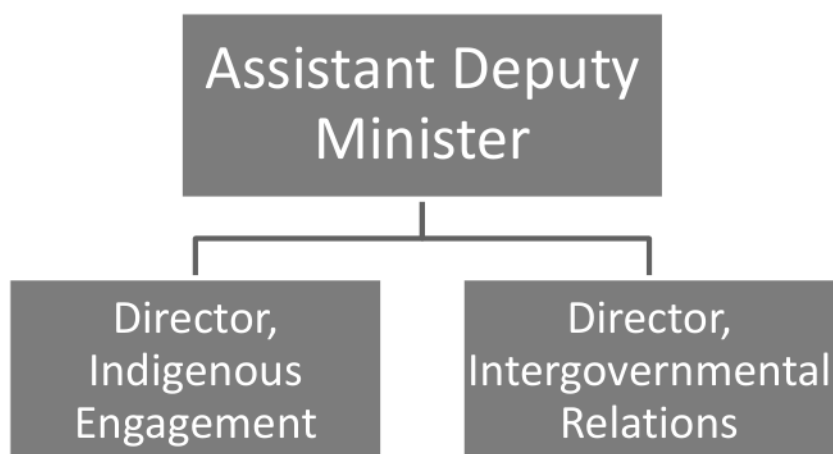 Assistant Deputy
Minister
Director,
Indigenous
Engagement
Director,
Intergovernmental
Relations